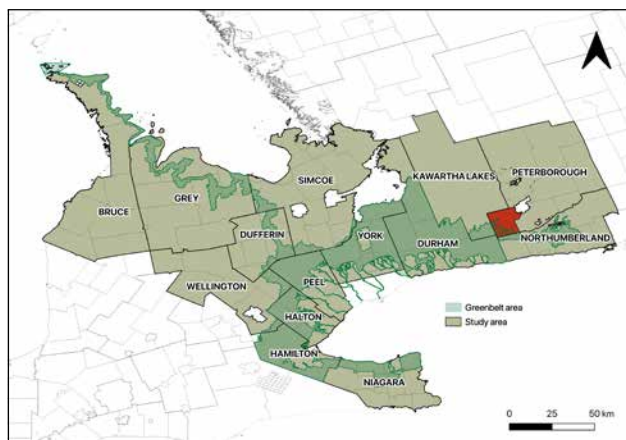 SIMCOE
KAWARTHA LAKES
PETERBOROUGH
BRUCE
GREY
DUFFERIN
YORK
DURHAM
NORTHUMBERLAND
WELLINGTON
PEEL
HALTON
HAMILTON
NIAGARA
Greenbelt area
Study area
0 25 50 km